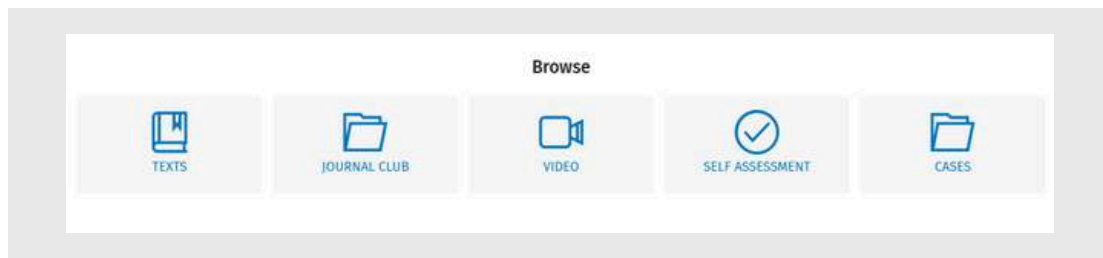 Browse
TEXTS
JOURNAL CLUB
VIDEO
SELF ASSESSMENT
CASES